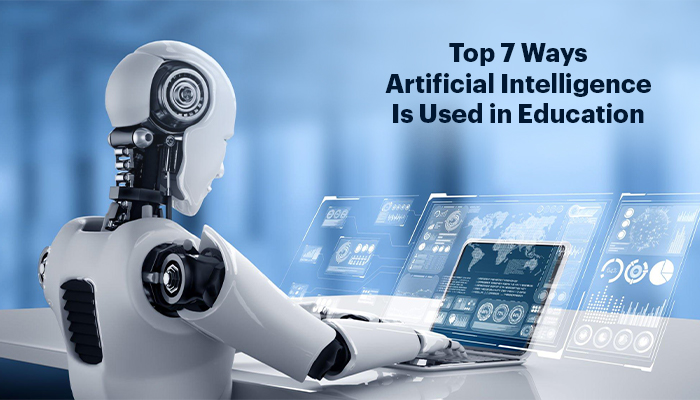 Top 7 Ways
Artificial Intelligence
Is Used in Education